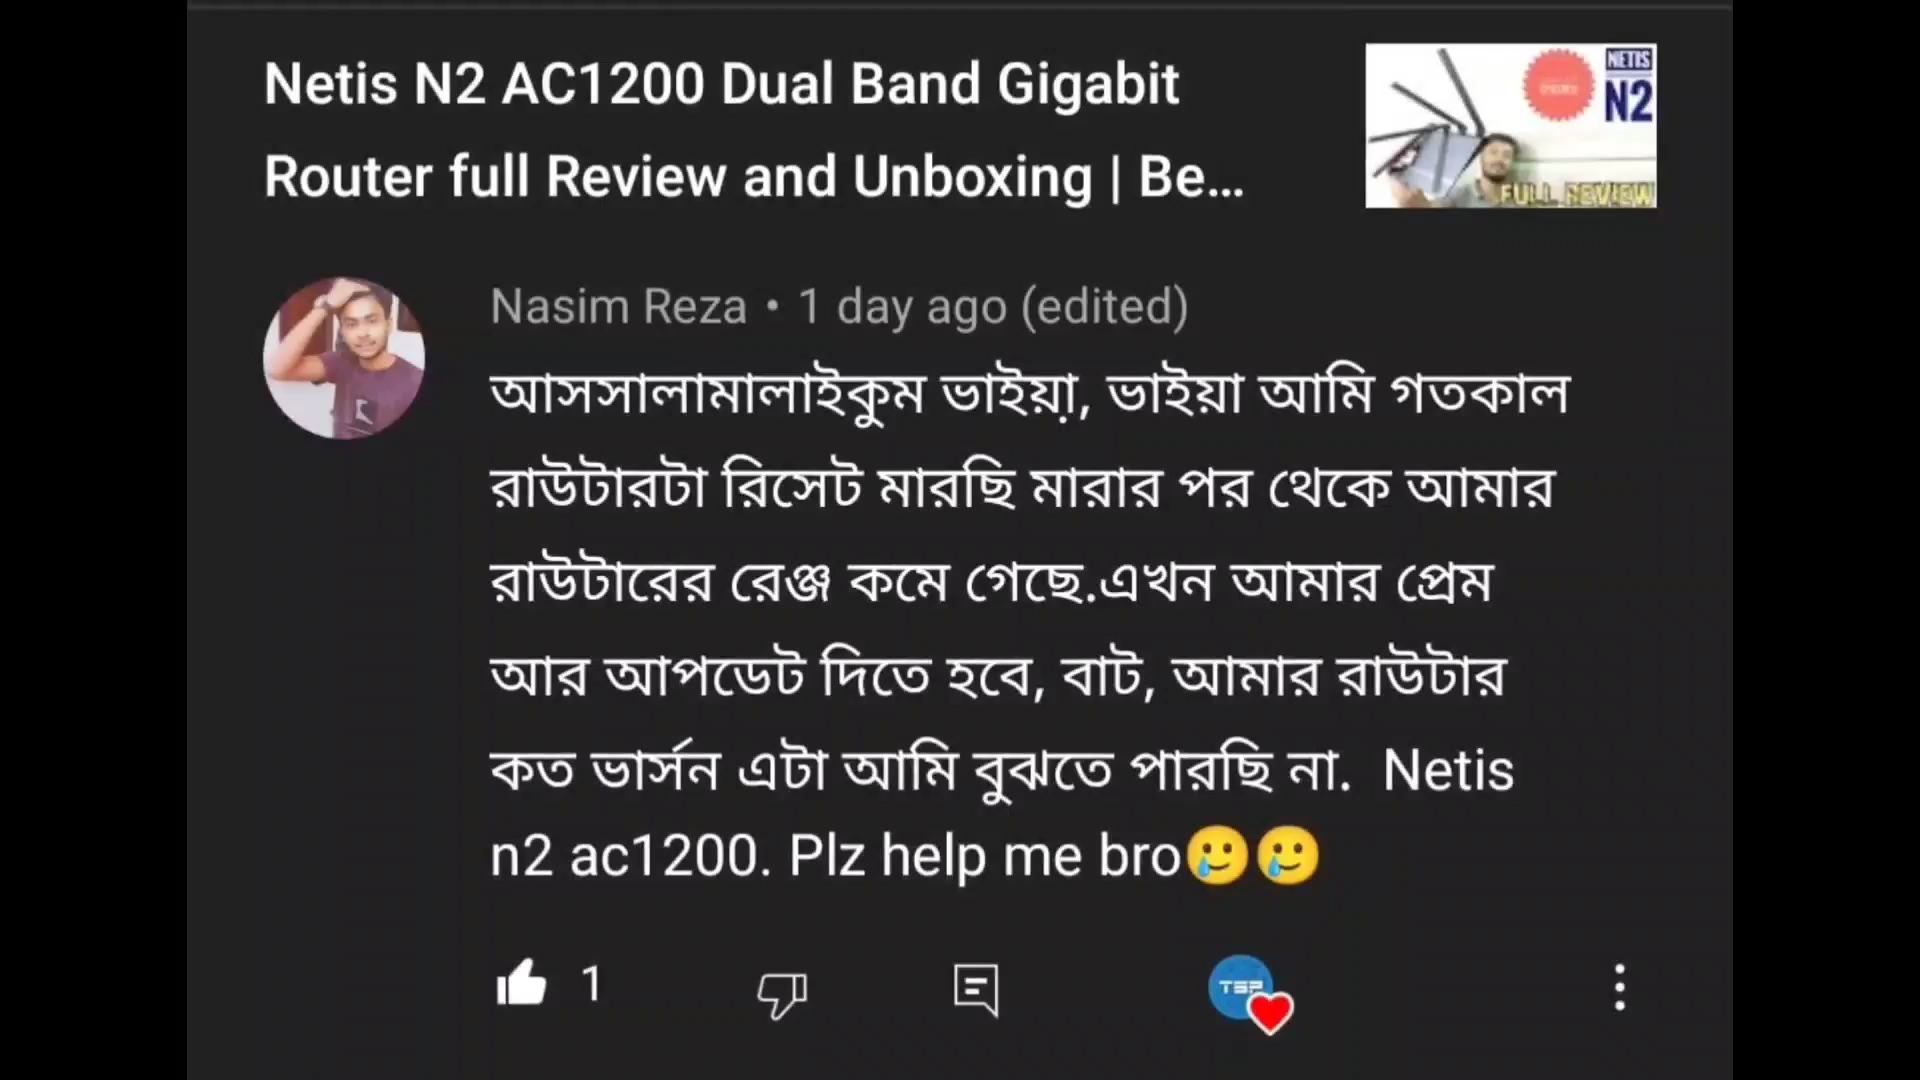 Netis N2 AC1200 Dual Band Gigabit
Router full Review and Unboxing | Be...
NETIS
N2
FULL REVIEW
Nasim Reza • 1 day ago (edited)
আসসালামালাইকুম ভাইয়া়, ভাইয়া আমি গতকাল
রাউটারটা রিসেট মারছি মারার পর থেকে আমার
রাউটারের রেঞ্জ কমে গেছে.এখন আমার প্রেম
আর আপডেট দিতে হবে, বাট, আমার রাউটার
কত ভার্সন এটা আমি বুঝতে পারছি না. Netis
n2 ac1200. Plz help me bro🥲🥲
1
TSP